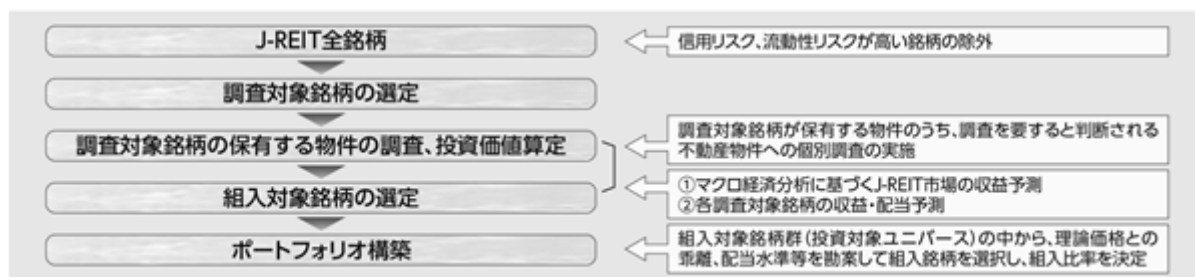 J-REIT全銘柄
信用リスク、流動性リスクが高い銘柄の除外
調査対象銘柄の選定
調査対象銘柄の保有する物件の調査、投資価値算定
調査対象銘柄が保有する物件のうち、調査を要すると判断される
不動産物件への個別調査の実施
組入対象銘柄の選定
①マクロ経済分析に基づくJ-REIT市場の収益予測
②各調査対象銘柄の収益・配当予測
ポートフォリオ構築
組入対象銘柄群(投資対象ユニバース)の中から、理論価格との
乖離、配当水準等を勘案して組入銘柄を選択し、組入比率を決定